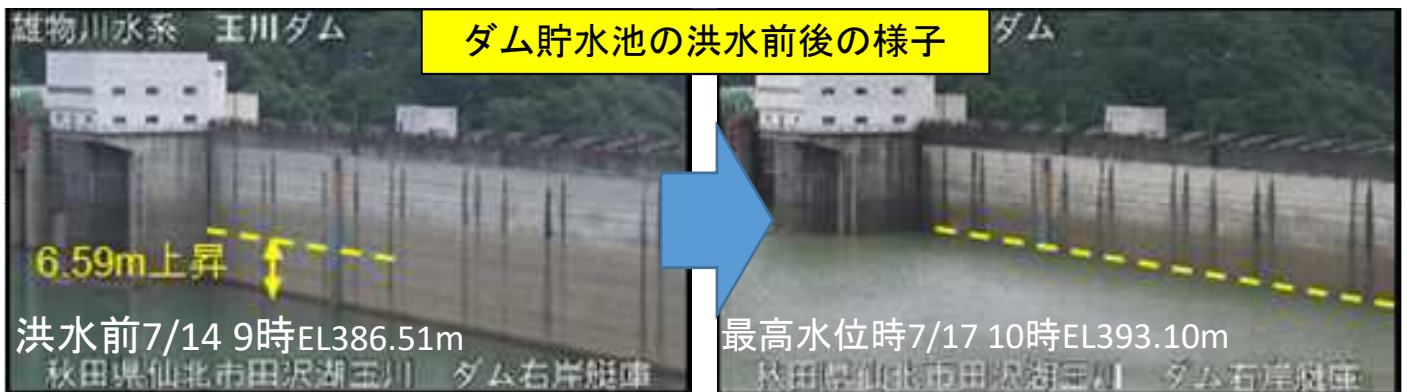 ダム貯水池の洪水前後の様子
雄物川水系 玉川ダム
6.59m上昇
洪水前7/14 9時EL386.51m
秋田県仙北市田沢湖玉川 ダム右岸艇庫
ダム
最高水位時7/17 10時EL393.10m
秋田県仙北市田沢湖玉川 ダム右岸艇庫